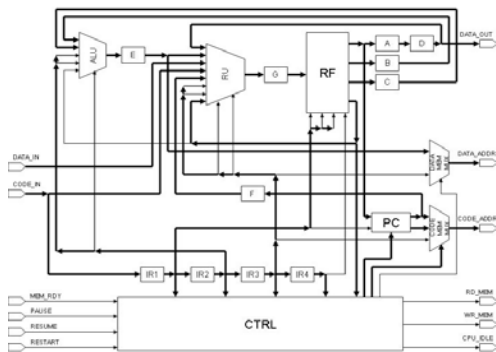 ALU
E
RU
G
RF
A
D
DATA_OUT
B
C
DATA_IN
CODE_IN
DATA MEM MUX
DATA_ADDR
F
PC
CODE MEM MUX
CODE_ADDR
IR1
IR2
IR3
IR4
MEM_RDY
PAUSE
RESUME
RESTART
CTRL
RD_MEM
WR_MEM
CPU_IDLE